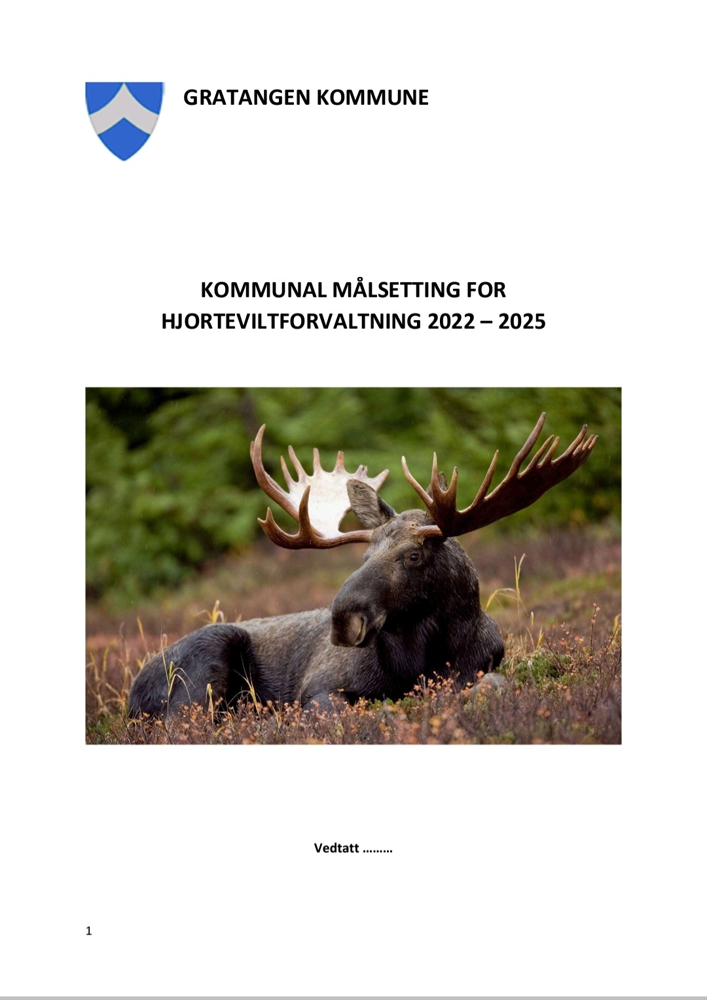 GRATANGEN KOMMUNE
KOMMUNAL MÅLSETTING FOR
HJORTEVILTFORVALTNING 2022 – 2025
Vedtatt .........
1